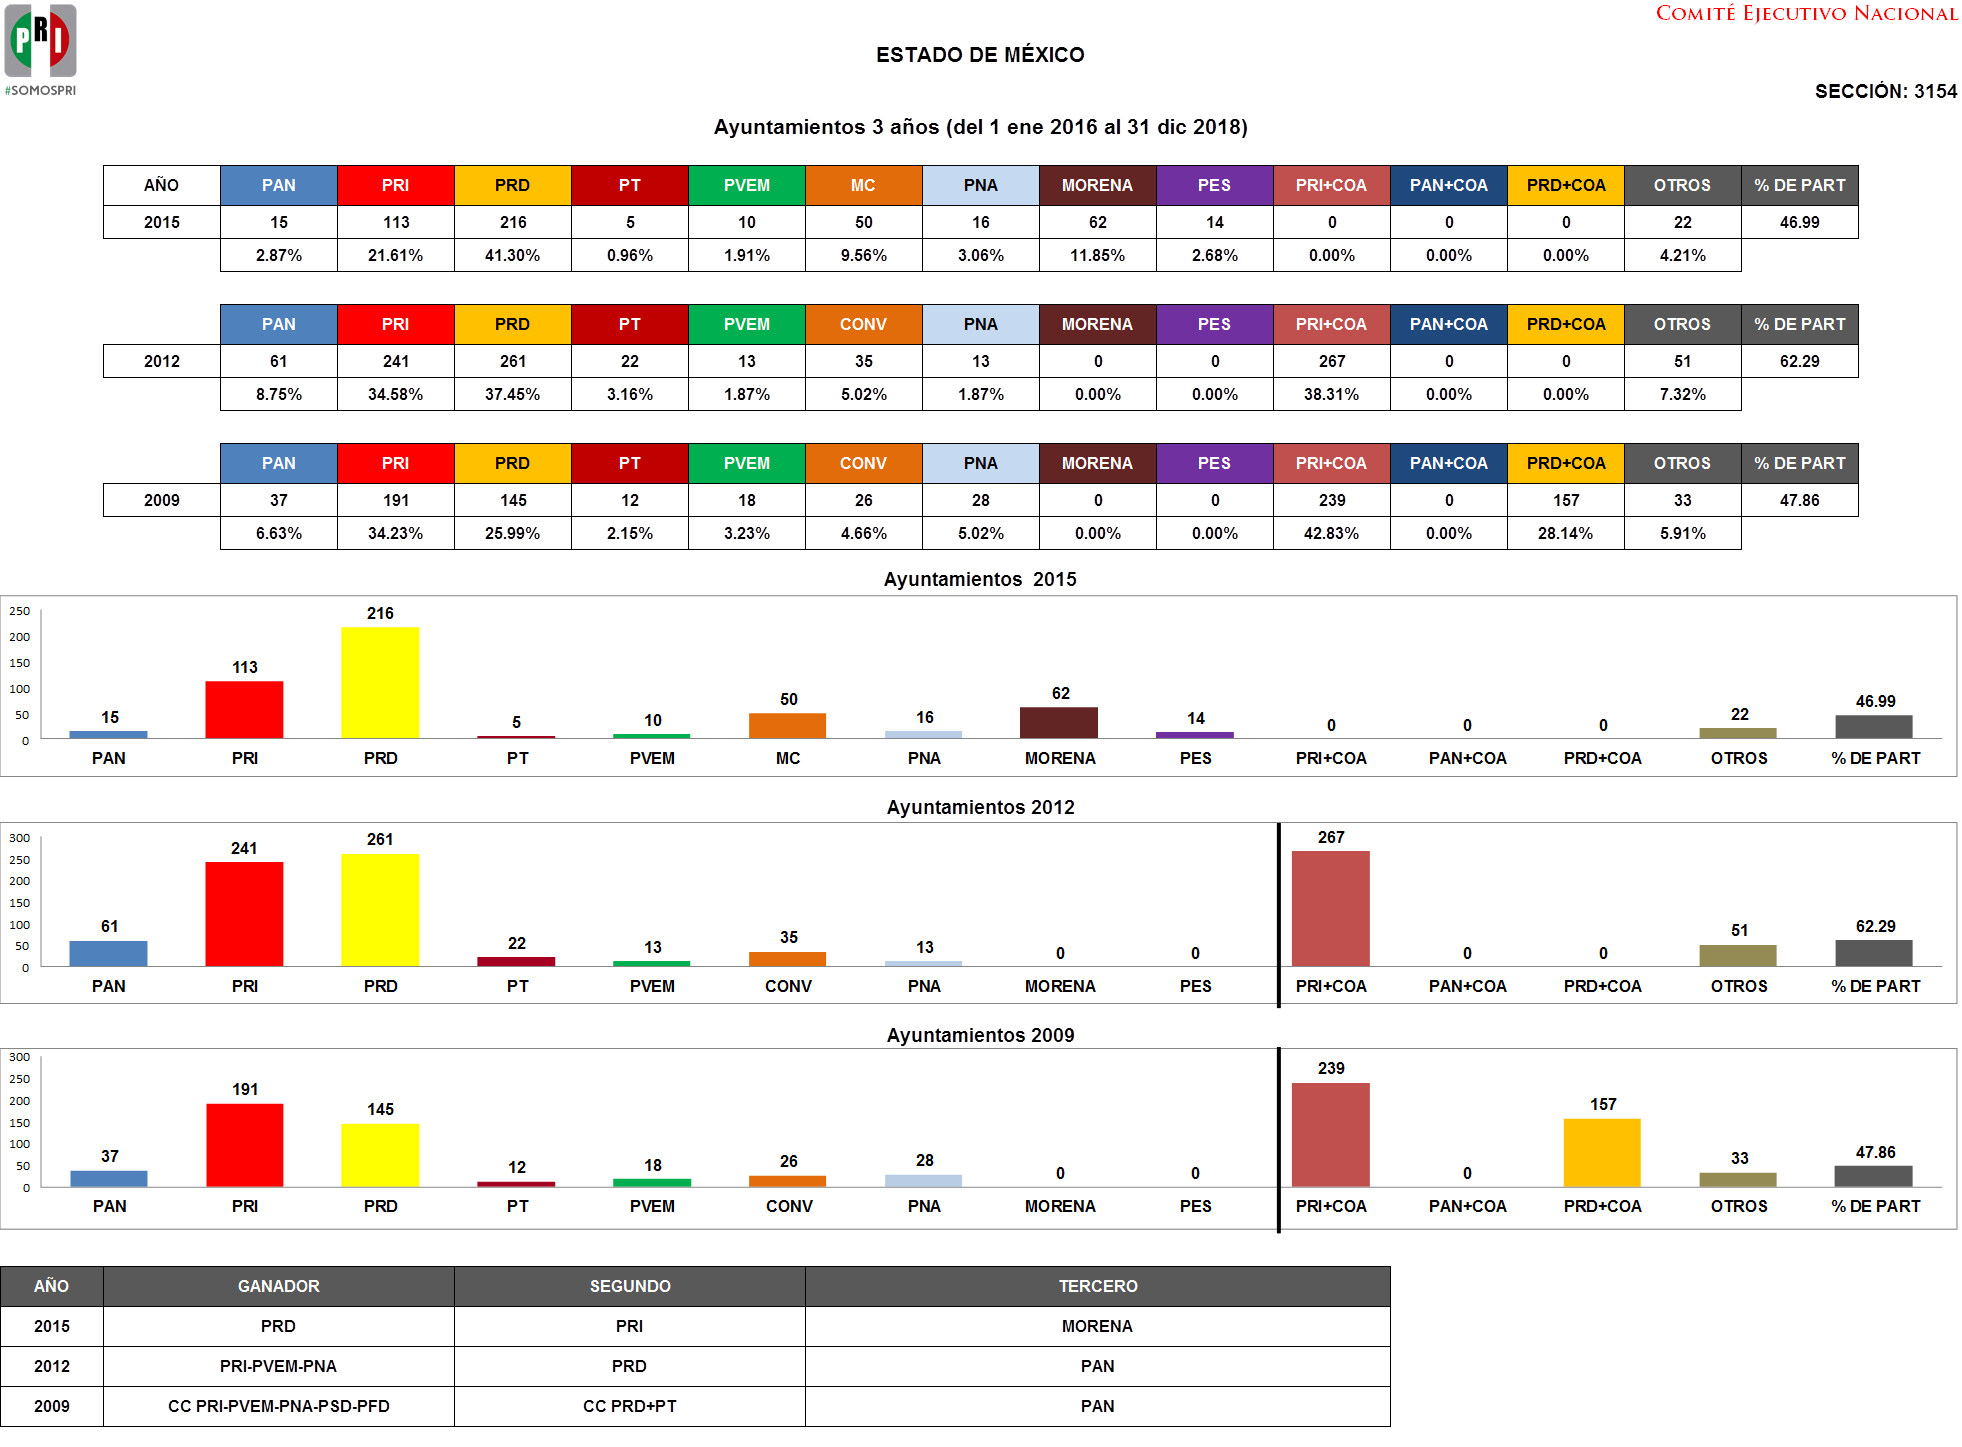 PRI
#SOMOSPRI
COMITÉ EJECUTIVO NACIONAL
ESTADO DE MÉXICO
SECCIÓN: 3154
Ayuntamientos 3 años (del 1 ene 2016 al 31 dic 2018)
AÑO PAN PRI PRD PT PVEM MC PNA MORENA PES PRI+COA PAN+COA PRD+COA OTROS % DE PART
2015 15 113 216 5 10 50 16 62 14 0 0 0 22 46.99
2.87% 21.61% 41.30% 0.96% 1.91% 9.56% 3.06% 11.85% 2.68% 0.00% 0.00% 0.00% 4.21%
PAN PRI PRD PT PVEM CONV PNA MORENA PES PRI+COA PAN+COA PRD+COA OTROS % DE PART
2012 61 241 261 22 13 35 13 0 0 267 0 0 51 62.29
8.75% 34.58% 37.45% 3.16% 1.87% 5.02% 1.87% 0.00% 0.00% 38.31% 0.00% 0.00% 7.32%
PAN PRI PRD PT PVEM CONV PNA MORENA PES PRI+COA PAN+COA PRD+COA OTROS % DE PART
2009 37 191 145 12 18 26 28 0 0 239 0 157 33 47.86
6.63% 34.23% 25.99% 2.15% 3.23% 4.66% 5.02% 0.00% 0.00% 42.83% 0.00% 28.14% 5.91%
Ayuntamientos 2015
250
200
150
100
50
0
15 113 216 5 10 50 16 62 14 0 0 0 22 46.99
PAN PRI PRD PT PVEM MC PNA MORENA PES PRI+COA PAN+COA PRD+COA OTROS % DE PART
Ayuntamientos 2012
300
250
200
150
100
50
0
61 241 261 22 13 35 13 0 0 267 0 0 51 62.29
PAN PRI PRD PT PVEM CONV PNA MORENA PES PRI+COA PAN+COA PRD+COA OTROS % DE PART
Ayuntamientos 2009
300
250
200
150
100
50
0
37 191 145 12 18 26 28 0 0 239 0 157 33 47.86
PAN PRI PRD PT PVEM CONV PNA MORENA PES PRI+COA PAN+COA PRD+COA OTROS % DE PART
AÑO GANADOR SEGUNDO TERCERO
2015 PRD PRI MORENA
2012 PRI-PVEM-PNA PRD PAN
2009 CC PRI-PVEM-PNA-PSD-PFD CC PRD+PT PAN